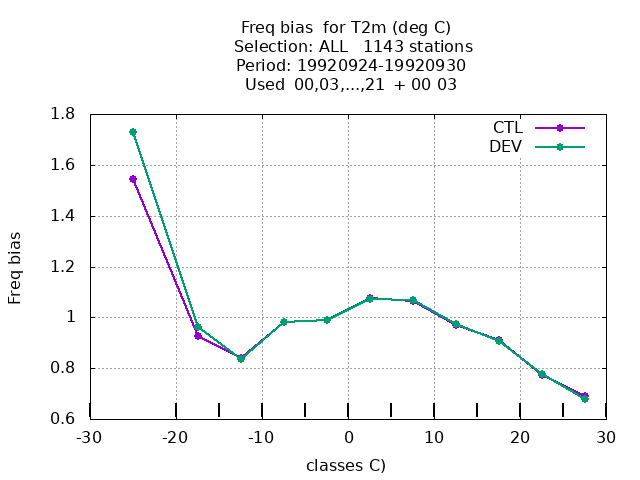 Freq bias  for T2m (deg C)
Selection: ALL   1143 stations
Period: 19920924-19920930
Used  00,03,...,21  + 00 03
1.8
1.6
1.4
1.2
1
0.8
0.6
Freq bias
CTL
DEV
-30
-20
-10
0
10
20
30
classes C)